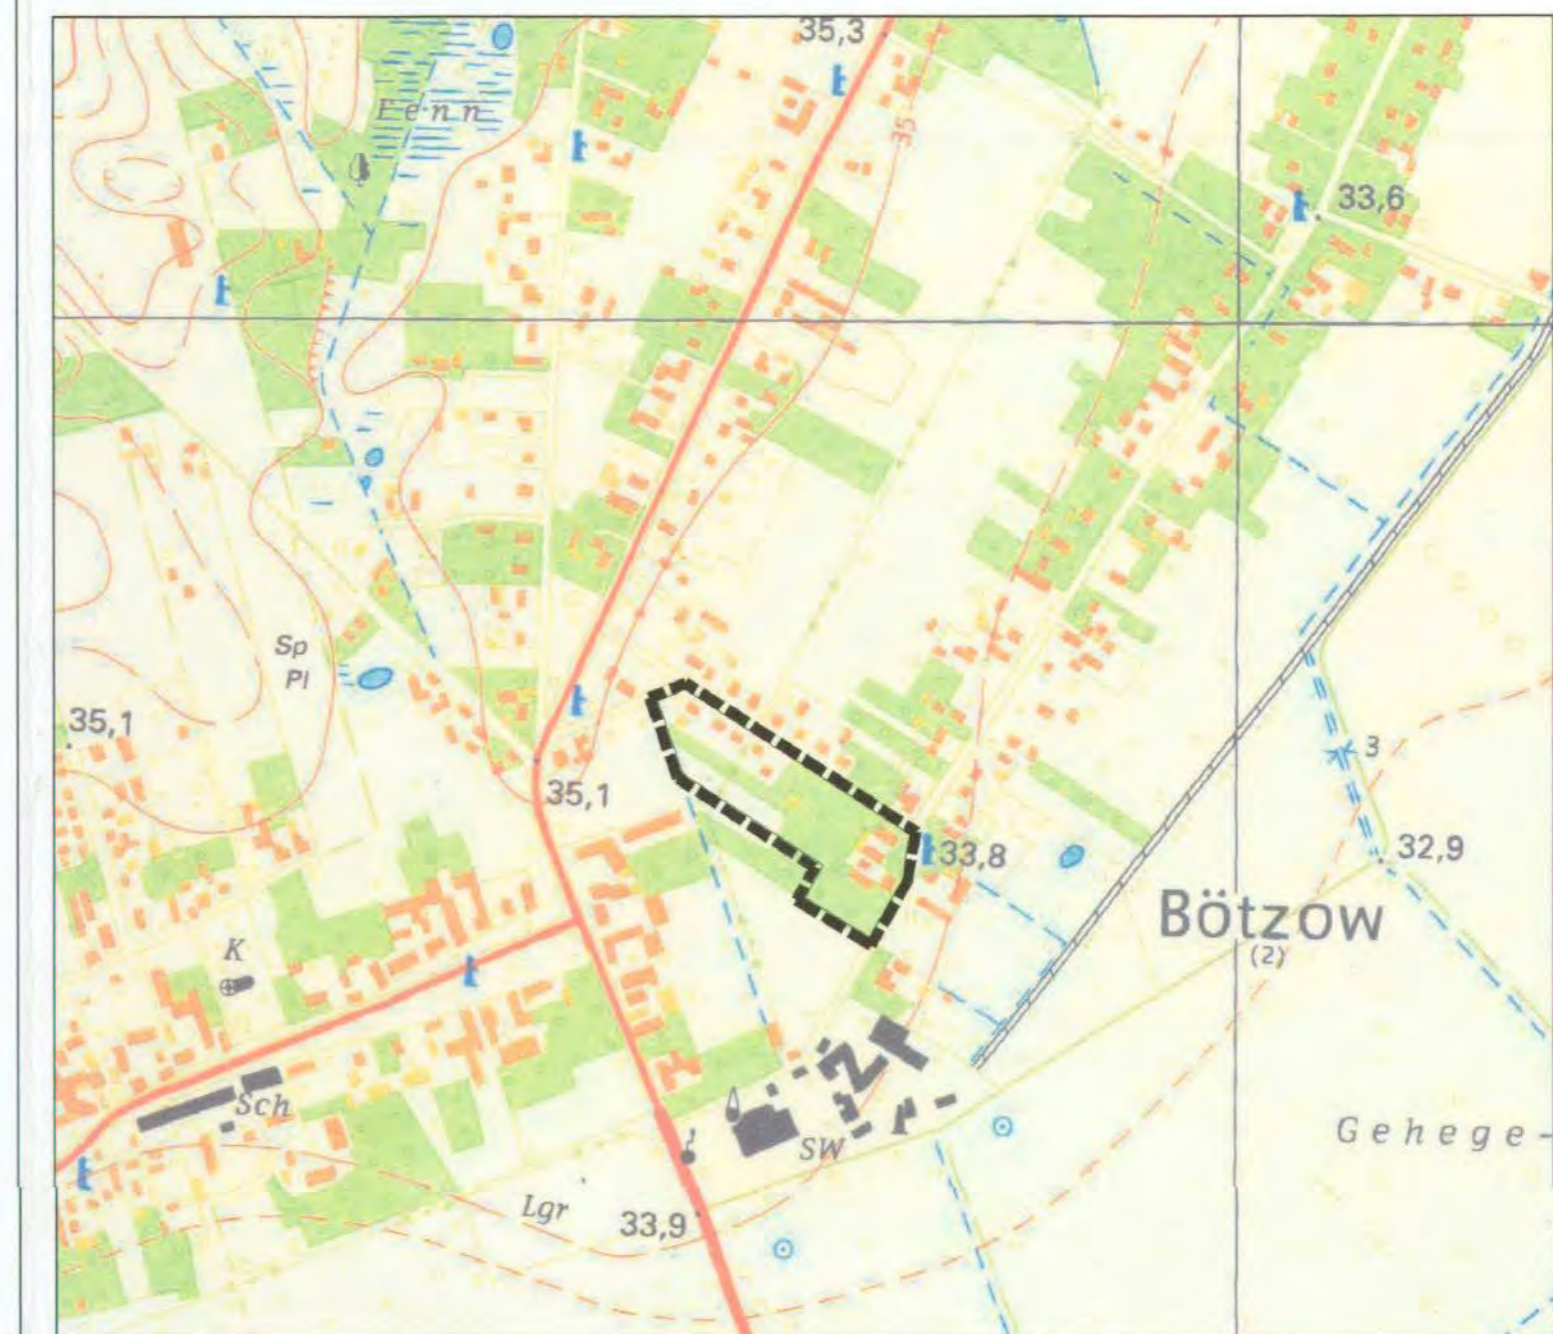 35,3
Fenn
35
33,6
Sp
Pl
35,1
35,1
33,8
3
32,9
Bötzow
(2)
K
Sch
SW
Gehege-
Lgr
33,9